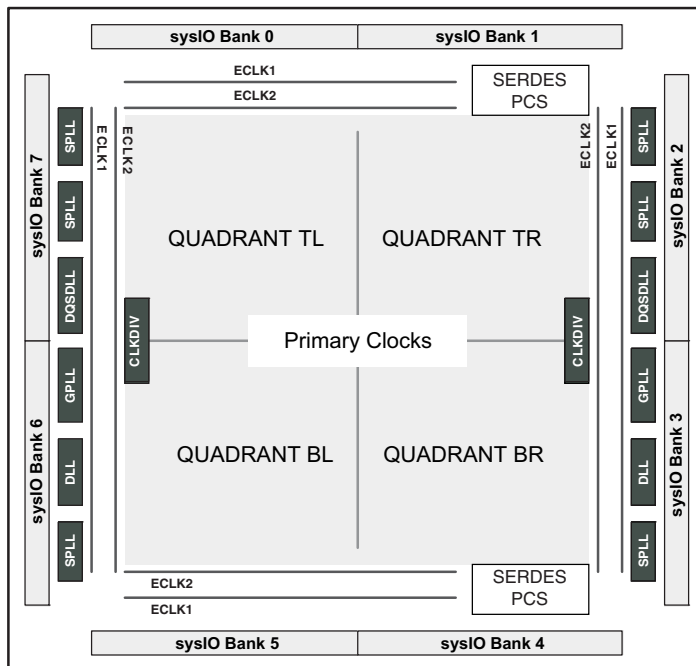 sysIO Bank 0
sysIO Bank 1
ECLK1
ECLK2
SERDES
PCS
sysIO Bank 7
sysIO Bank 6
SPLL
SPLL
DQSDLL
GPLL
DLL
SPLL
ECLK1
ECLK2
QUADRANT TL
QUADRANT TR
CLKDIV
Primary Clocks
CLKDIV
QUADRANT BL
QUADRANT BR
ECLK2
ECLK1
SPLL
SPLL
DQSDLL
GPLL
DLL
SPLL
sysIO Bank 2
sysIO Bank 3
ECLK2
ECLK1
SERDES
PCS
sysIO Bank 5
sysIO Bank 4